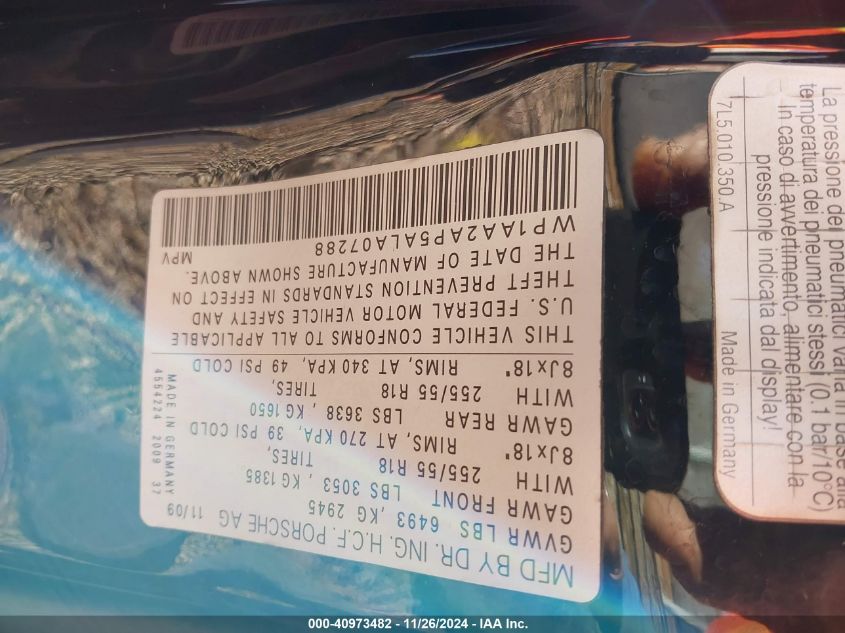 MFD BY DR. ING. H.C.F. PORSCHE AG 11/09
GVWR LBS 6493 , KG 2945
GAWR FRONT LBS 3053 , KG 1385
WITH 255/55 R18 TIRES,
8Jx18" RIMS, AT 270 KPA, 39 PSI COLD
GAWR REAR LBS 3638 , KG 1650
WITH 255/55 R18 TIRES,
8Jx18" RIMS, AT 340 KPA, 49 PSI COLD
THIS VEHICLE CONFORMS TO ALL APPLICABLE
U.S. FEDERAL MOTOR VEHICLE SAFETY AND
THEFT PREVENTION STANDARDS IN EFFECT ON
THE DATE OF MANUFACTURE SHOWN ABOVE.
WP1AA2AP5ALA07288 MPV
MADE IN GERMANY
4554224 2009 37
La pressione dei pneumatici varia in base alla
temperatura dei pneumatici stessi (0,1 bar/10°C)
In caso di avvertimento, alimentare con la
pressione indicata dal display!
7L5.010.350.A Made in Germany
000-40973482 - 11/26/2024 - IAA Inc.